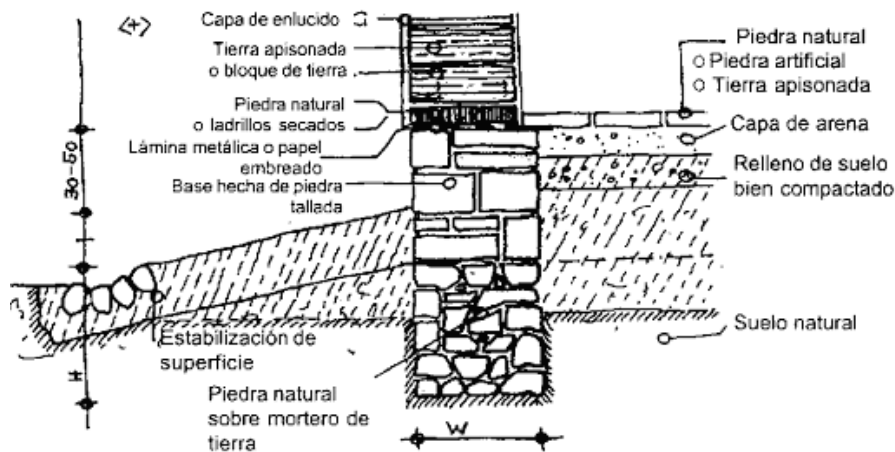 (+)
Capa de enlucido
Tierra apisonada
o bloque de tierra
Piedra natural
o ladrillos secados
Lámina metálica o papel
embreado
Base hecha de piedra
tallada
30-50
I
H
Estabilización de
superficie
Piedra natural
sobre mortero de
tierra
W
Piedra natural
Piedra artificial
Tierra apisonada
Capa de arena
Relleno de suelo
bien compactado
Suelo natural